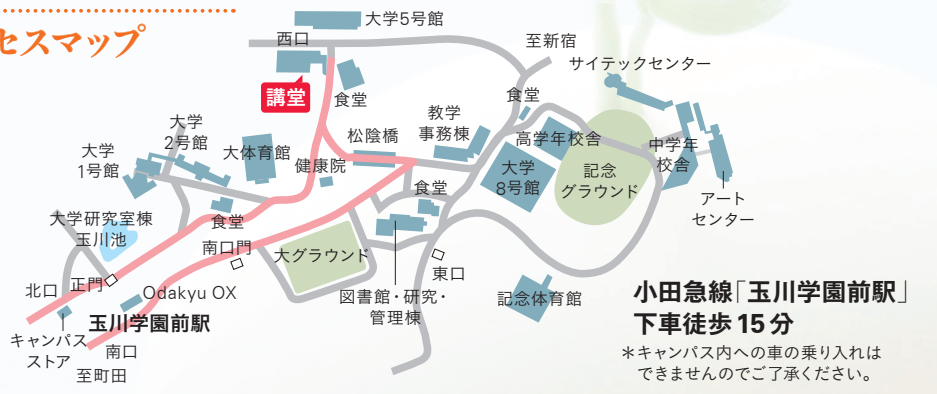 セスマップ
大学5号館
西口
至新宿
サイテックセンター
講堂
食堂
食堂
教学
事務棟
松陰橋
高学年校舎
中学年
校舎
大学
2号館
大学
1号館
大体育館
健康院
大学
8号館
記念
グラウンド
食堂
アート
センター
大学研究室棟
玉川池
食堂
南口門
大グラウンド
東口
図書館・研究・
管理棟
記念体育館
北口
正門
Odakyu OX
玉川学園前駅
キャンパス
ストア
南口
至町田
小田急線「玉川学園前駅」
下車徒歩 15 分
＊キャンパス内への車の乗り入れは
できませんのでご了承ください。